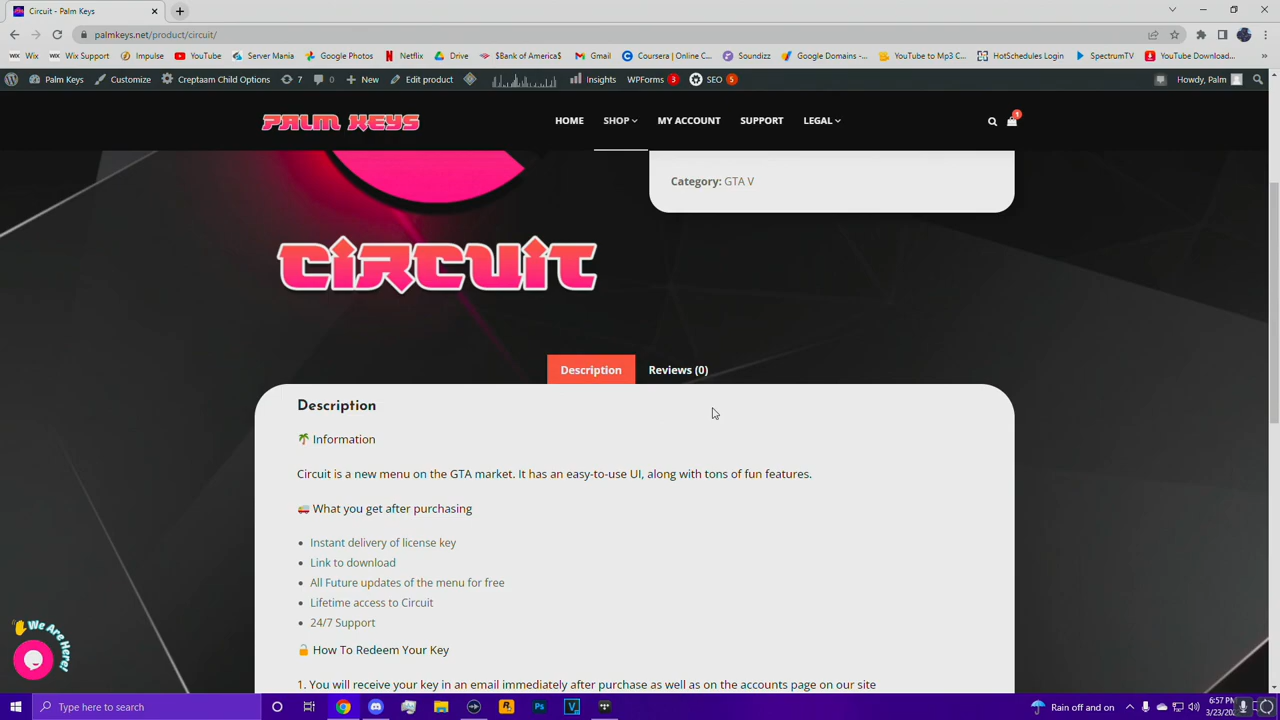 Circuit - Palm Keys
palmkeys.net/product/circuit/
Wix Wix Support Impulse YouTube Server Mania Google Photos Netflix Drive $Bank of America$ Gmail Coursera | Online C... Soundizz Google Domains -... YouTube to Mp3 C... HotSchedules Login SpectrumTV YouTube Download...
Palm Keys Customize Creptaam Child Options 7 0 New Edit product Insights WPForms 3 SEO 5 Howdy, Palm
PALM KEYS HOME SHOP MY ACCOUNT SUPPORT LEGAL 1
Category: GTA V
CIRCUIT
Description Reviews (0)
Description
Information
Circuit is a new menu on the GTA market. It has an easy-to-use UI, along with tons of fun features.
What you get after purchasing
Instant delivery of license key
Link to download
All Future updates of the menu for free
Lifetime access to Circuit
24/7 Support
How To Redeem Your Key
1. You will receive your key in an email immediately after purchase as well as on the accounts page on our site
We Are Here!
Type here to search
Rain off and on
6:57 PM